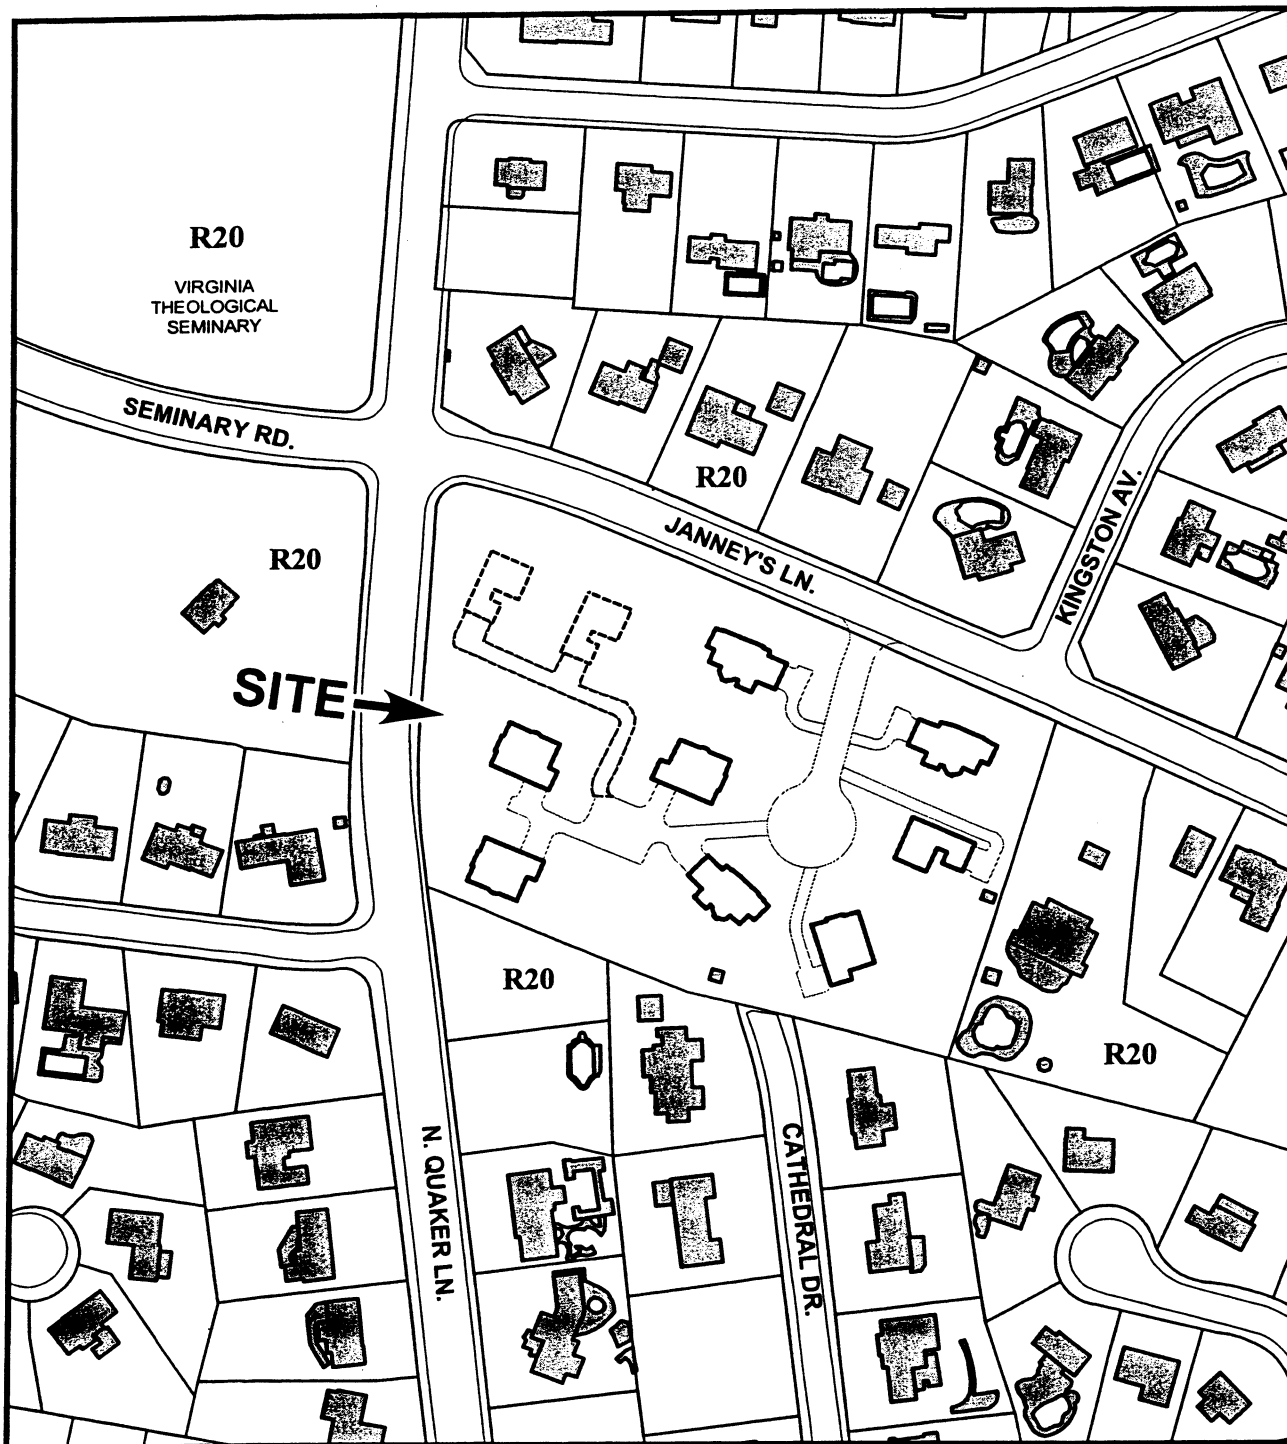 R20
VIRGINIA
THEOLOGICAL
SEMINARY
SEMINARY RD.
R20
JANNEY'S LN.
KINGSTON AV.
R20
SITE
R20
R20
N. QUAKER LN.
CATHEDRAL DR.